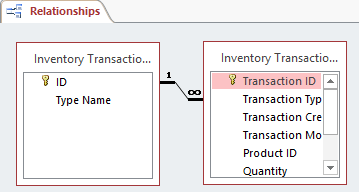 Relationships
Inventory Transactio...
ID
Type Name
1
∞
Inventory Transactio...
Transaction ID
Transaction Typ
Transaction Cre
Transaction Mo
Product ID
Quantity